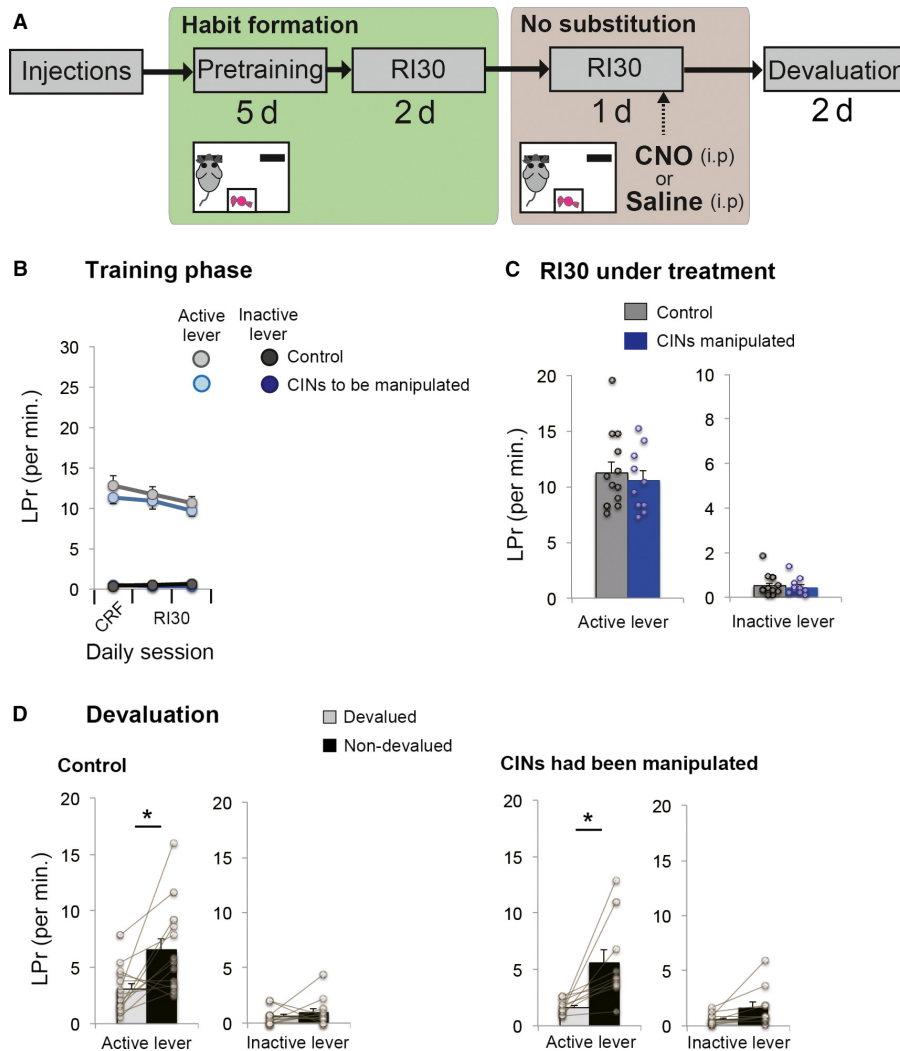 A
Habit formation
No substitution
Injections
Pretraining
RI30
RI30
Devaluation
5 d
2 d
1 d
2 d
CNO (i.p)
or
Saline (i.p)
B Training phase
Active lever
Inactive lever
Control
CINs to be manipulated
30
25
20
15
10
5
0
LPr (per min.)
CRF
RI30
Daily session
C RI30 under treatment
Control
CINs manipulated
20
15
10
5
0
LPr (per min.)
Active lever
10
8
6
4
2
0
Inactive lever
D Devaluation
Devalued
Non-devalued
Control
20
15
10
5
0
LPr (per min.)
*
Active lever
20
15
10
5
0
Inactive lever
CINs had been manipulated
20
15
10
5
0
*
Active lever
20
15
10
5
0
Inactive lever